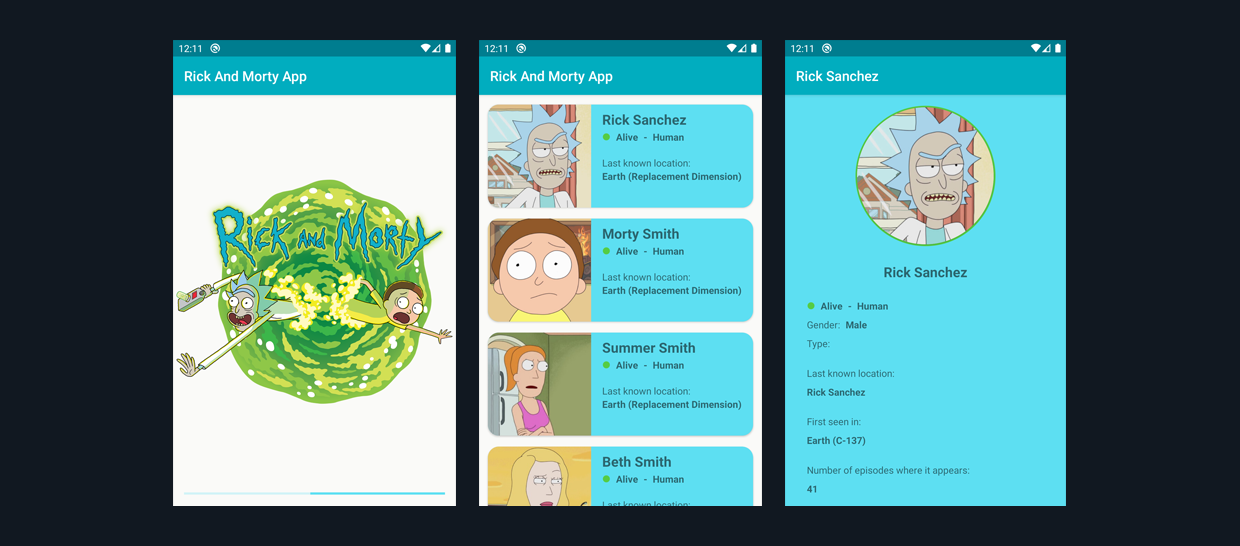 12:11
Rick And Morty App
Rick and Morty
12:11
Rick And Morty App
Rick Sanchez
Alive - Human
Last known location:
Earth (Replacement Dimension)
Morty Smith
Alive - Human
Last known location:
Earth (Replacement Dimension)
Summer Smith
Alive - Human
Last known location:
Earth (Replacement Dimension)
Beth Smith
Alive - Human
Last known location:
12:11
Rick Sanchez
Rick Sanchez
Alive - Human
Gender: Male
Type:
Last known location:
Rick Sanchez
First seen in:
Earth (C-137)
Number of episodes where it appears:
41